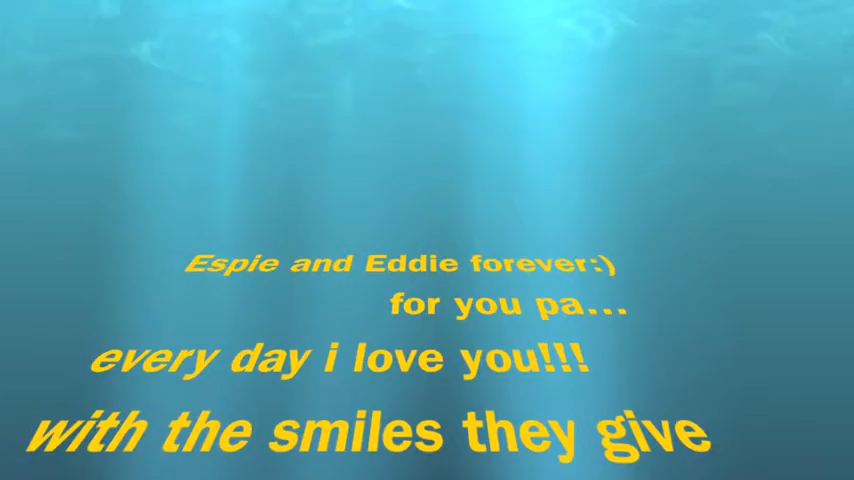 Espie and Eddie forever:)
for you pa...
every day i love you!!!
with the smiles they give